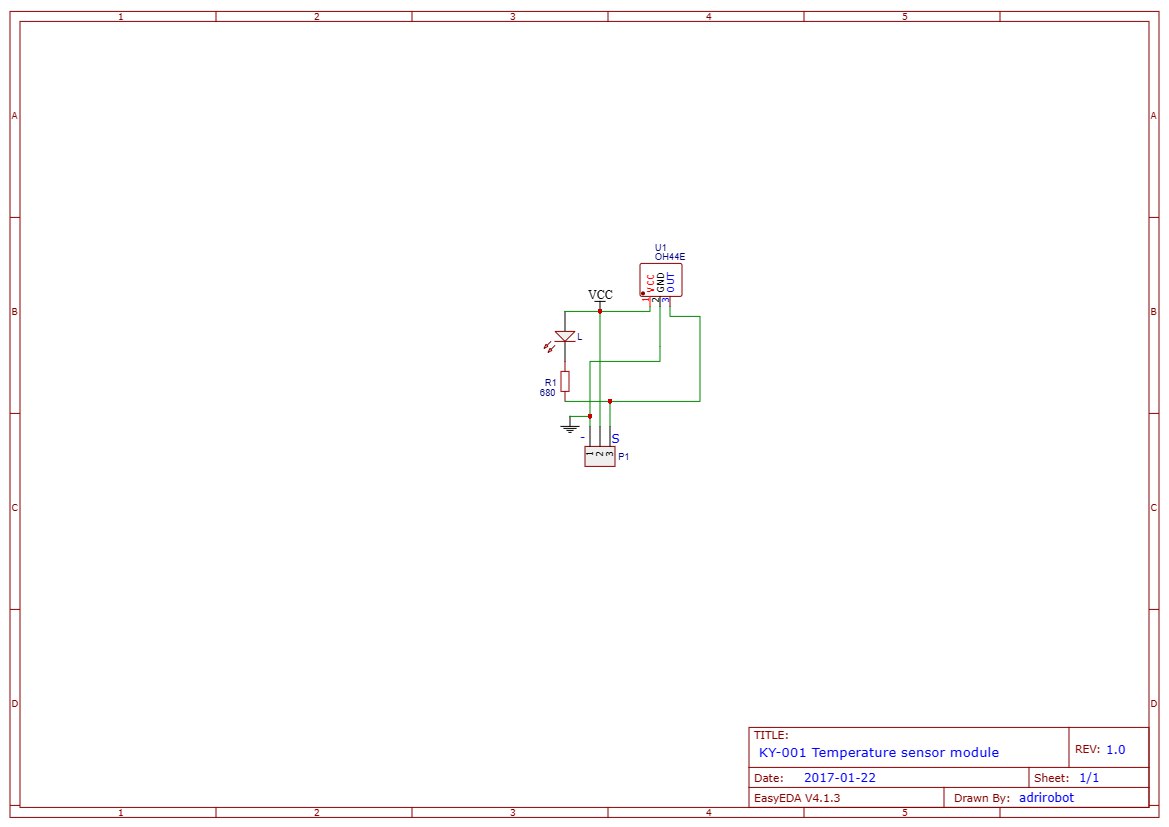 1 2 3 4 5
A A
U1
OH44E
VCC GND OUT
1 2 3
VCC
B B
L
R1
680
- S
1 2 3 P1
C C
D D
TITLE:
KY-001 Temperature sensor module
REV: 1.0
Date: 2017-01-22
Sheet: 1/1
EasyEDA V4.1.3
Drawn By: adrirobot
1 2 3 4 5